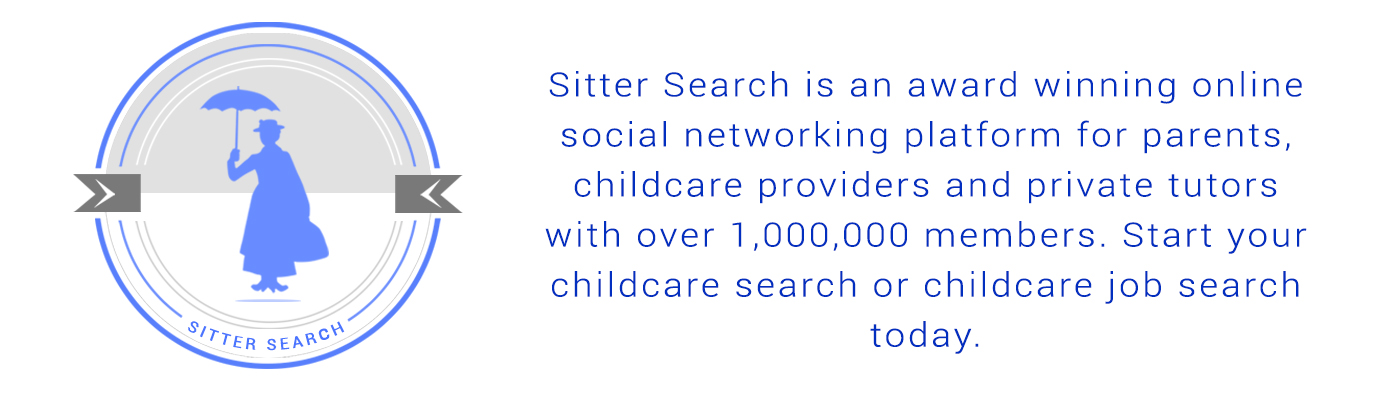 SITTER SEARCH
Sitter Search is an award winning online
social networking platform for parents,
childcare providers and private tutors
with over 1,000,000 members. Start your
childcare search or childcare job search
today.